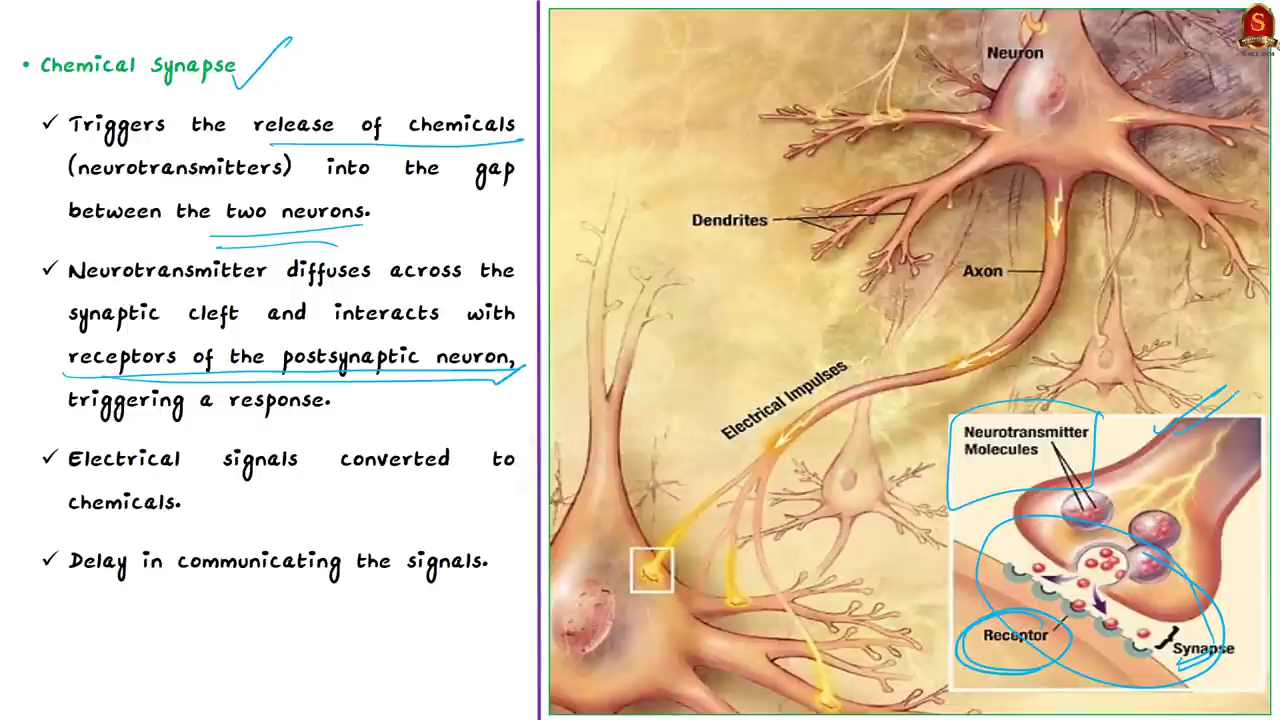 • Chemical Synapse
✓ Triggers the release of chemicals
(neurotransmitters) into the gap
between the two neurons.
✓ Neurotransmitter diffuses across the
synaptic cleft and interacts with
receptors of the postsynaptic neuron,
triggering a response.
✓ Electrical signals converted to
chemicals.
✓ Delay in communicating the signals.
Neuron
Dendrites
Axon
Electrical Impulses
Neurotransmitter
Molecules
Receptor
Synapse
S